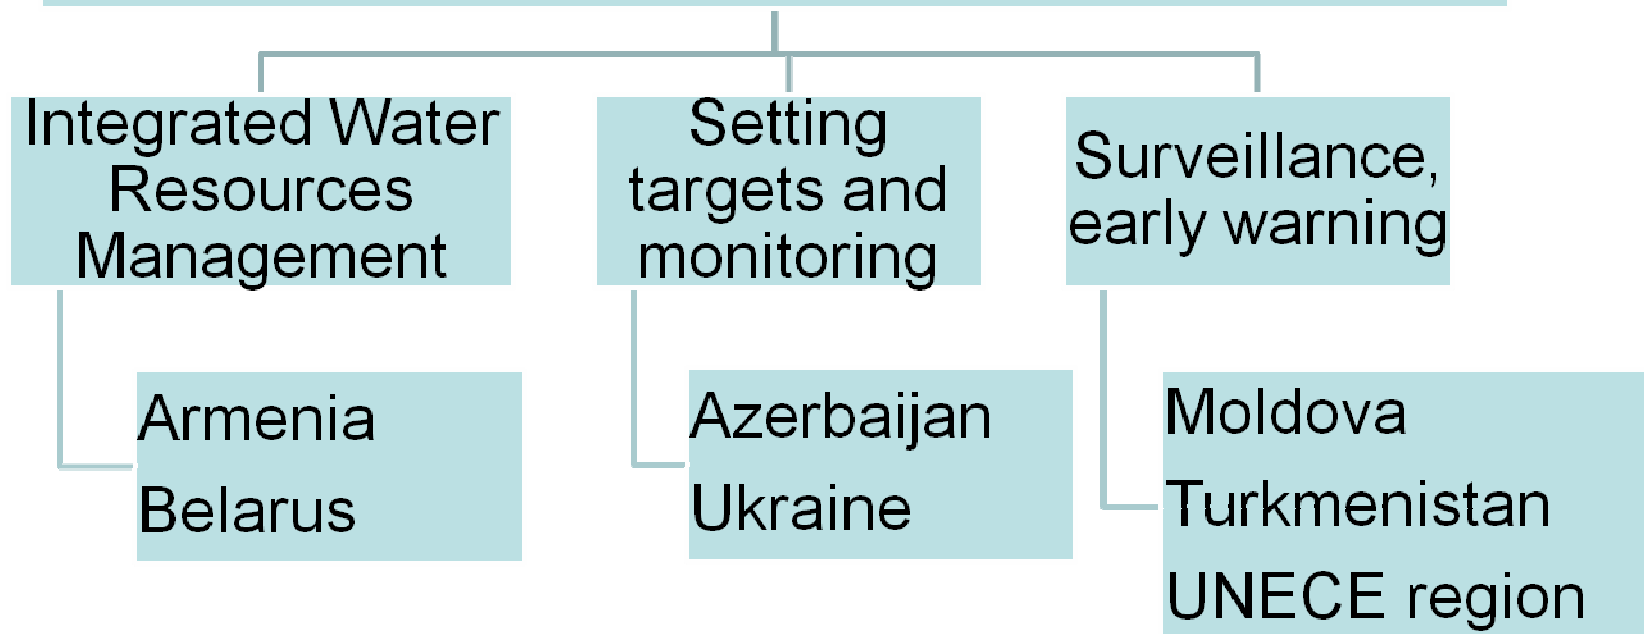 Integrated Water
Resources
Management
Setting
targets and
monitoring
Surveillance,
early warning
Armenia
Belarus
Azerbaijan
Ukraine
Moldova
Turkmenistan
UNECE region